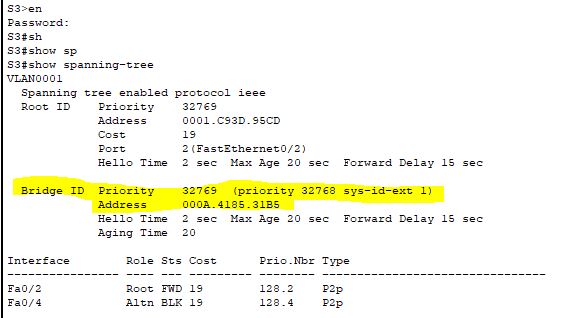 S3>en
Password:
S3#sh
S3#show sp
S3#show spanning-tree
VLAN0001
  Spanning tree enabled protocol ieee
  Root ID    Priority    32769
             Address     0001.C93D.95CD
             Cost        19
             Port        2(FastEthernet0/2)
             Hello Time  2 sec  Max Age 20 sec  Forward Delay 15 sec

  Bridge ID  Priority    32769  (priority 32768 sys-id-ext 1)
             Address     000A.4185.31B5
             Hello Time  2 sec  Max Age 20 sec  Forward Delay 15 sec
             Aging Time  20

Interface        Role Sts Cost      Prio.Nbr Type
---------------- ---- --- --------- -------- --------------------------------
Fa0/2            Root FWD 19        128.2    P2p
Fa0/4            Altn BLK 19        128.4    P2p